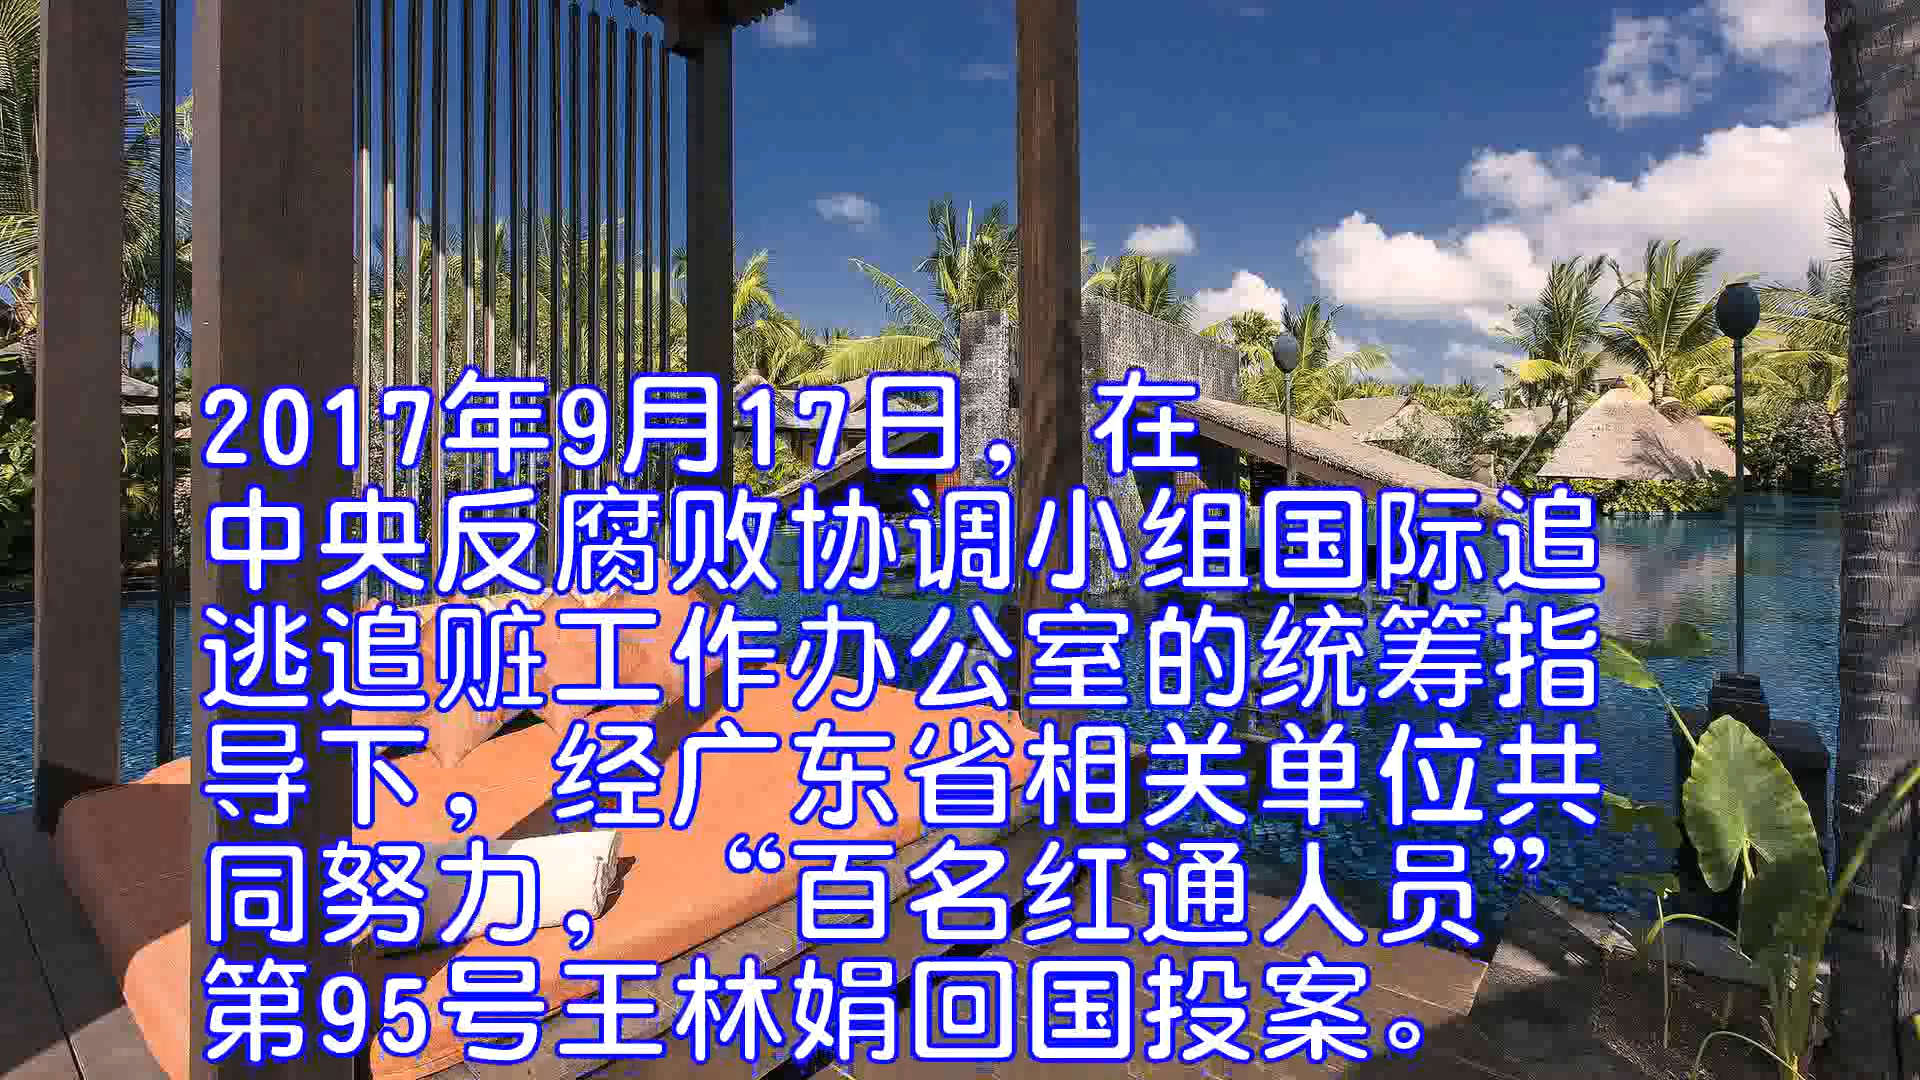 2017年9月17日，在
中央反腐败协调小组国际追
逃追赃工作办公室的统筹指
导下，经广东省相关单位共
同努力，“百名红通人员”
第95号王林娟回国投案。